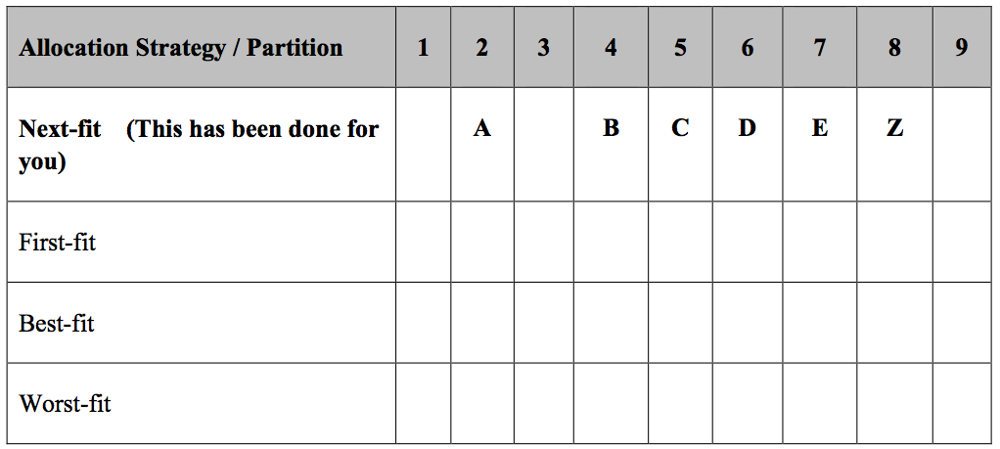 Allocation Strategy / Partition 1 2 3 4 5 6 7 8 9
Next-fit (This has been done for A B C D E Z
you)
First-fit
Best-fit
Worst-fit